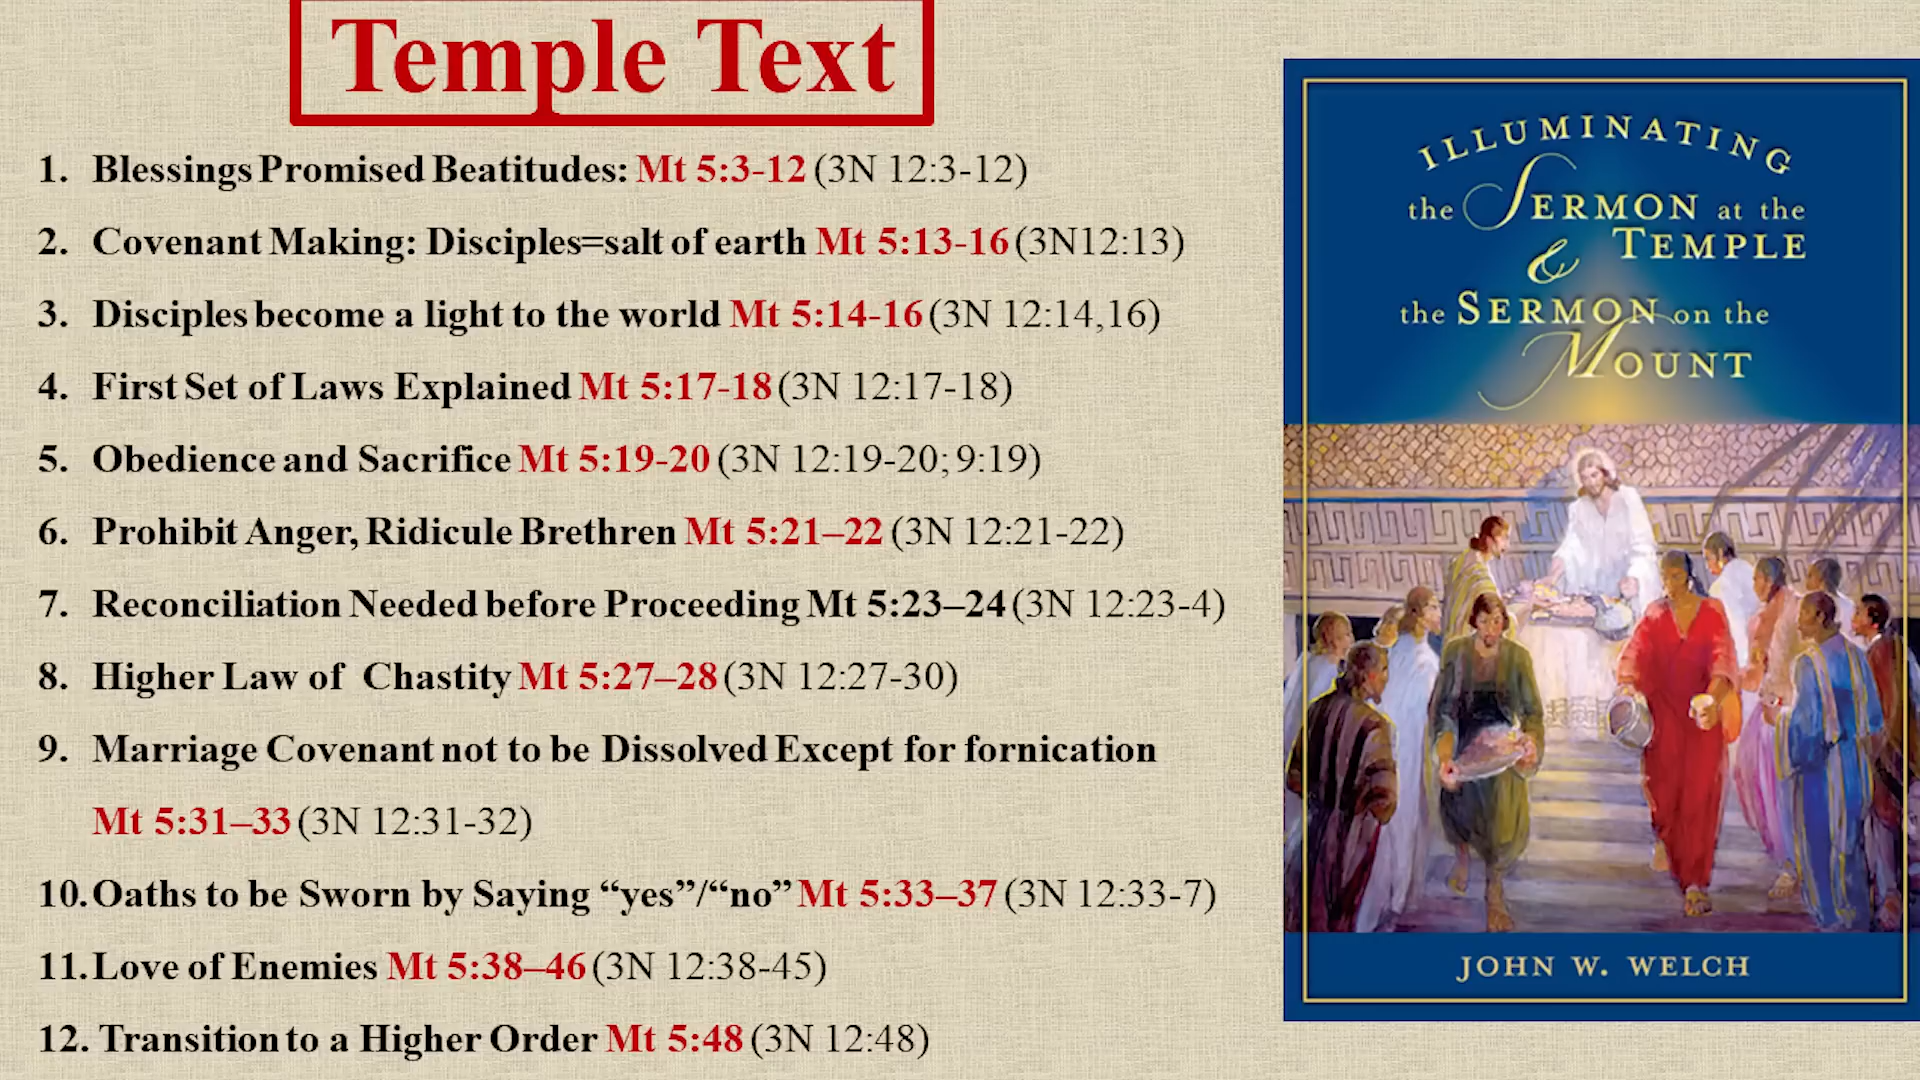 Temple Text
1. Blessings Promised Beatitudes: Mt 5:3-12 (3N 12:3-12)
2. Covenant Making: Disciples=salt of earth Mt 5:13-16 (3N12:13)
3. Disciples become a light to the world Mt 5:14-16 (3N 12:14,16)
4. First Set of Laws Explained Mt 5:17-18 (3N 12:17-18)
5. Obedience and Sacrifice Mt 5:19-20 (3N 12:19-20; 9:19)
6. Prohibit Anger, Ridicule Brethren Mt 5:21–22 (3N 12:21-22)
7. Reconciliation Needed before Proceeding Mt 5:23–24 (3N 12:23-4)
8. Higher Law of Chastity Mt 5:27–28 (3N 12:27-30)
9. Marriage Covenant not to be Dissolved Except for fornication
Mt 5:31–33 (3N 12:31-32)
10. Oaths to be Sworn by Saying “yes”/“no” Mt 5:33–37 (3N 12:33-7)
11. Love of Enemies Mt 5:38–46 (3N 12:38-45)
12. Transition to a Higher Order Mt 5:48 (3N 12:48)
ILLUMINATING
the SERMON at the
& TEMPLE
the SERMON on the
MOUNT
JOHN W. WELCH